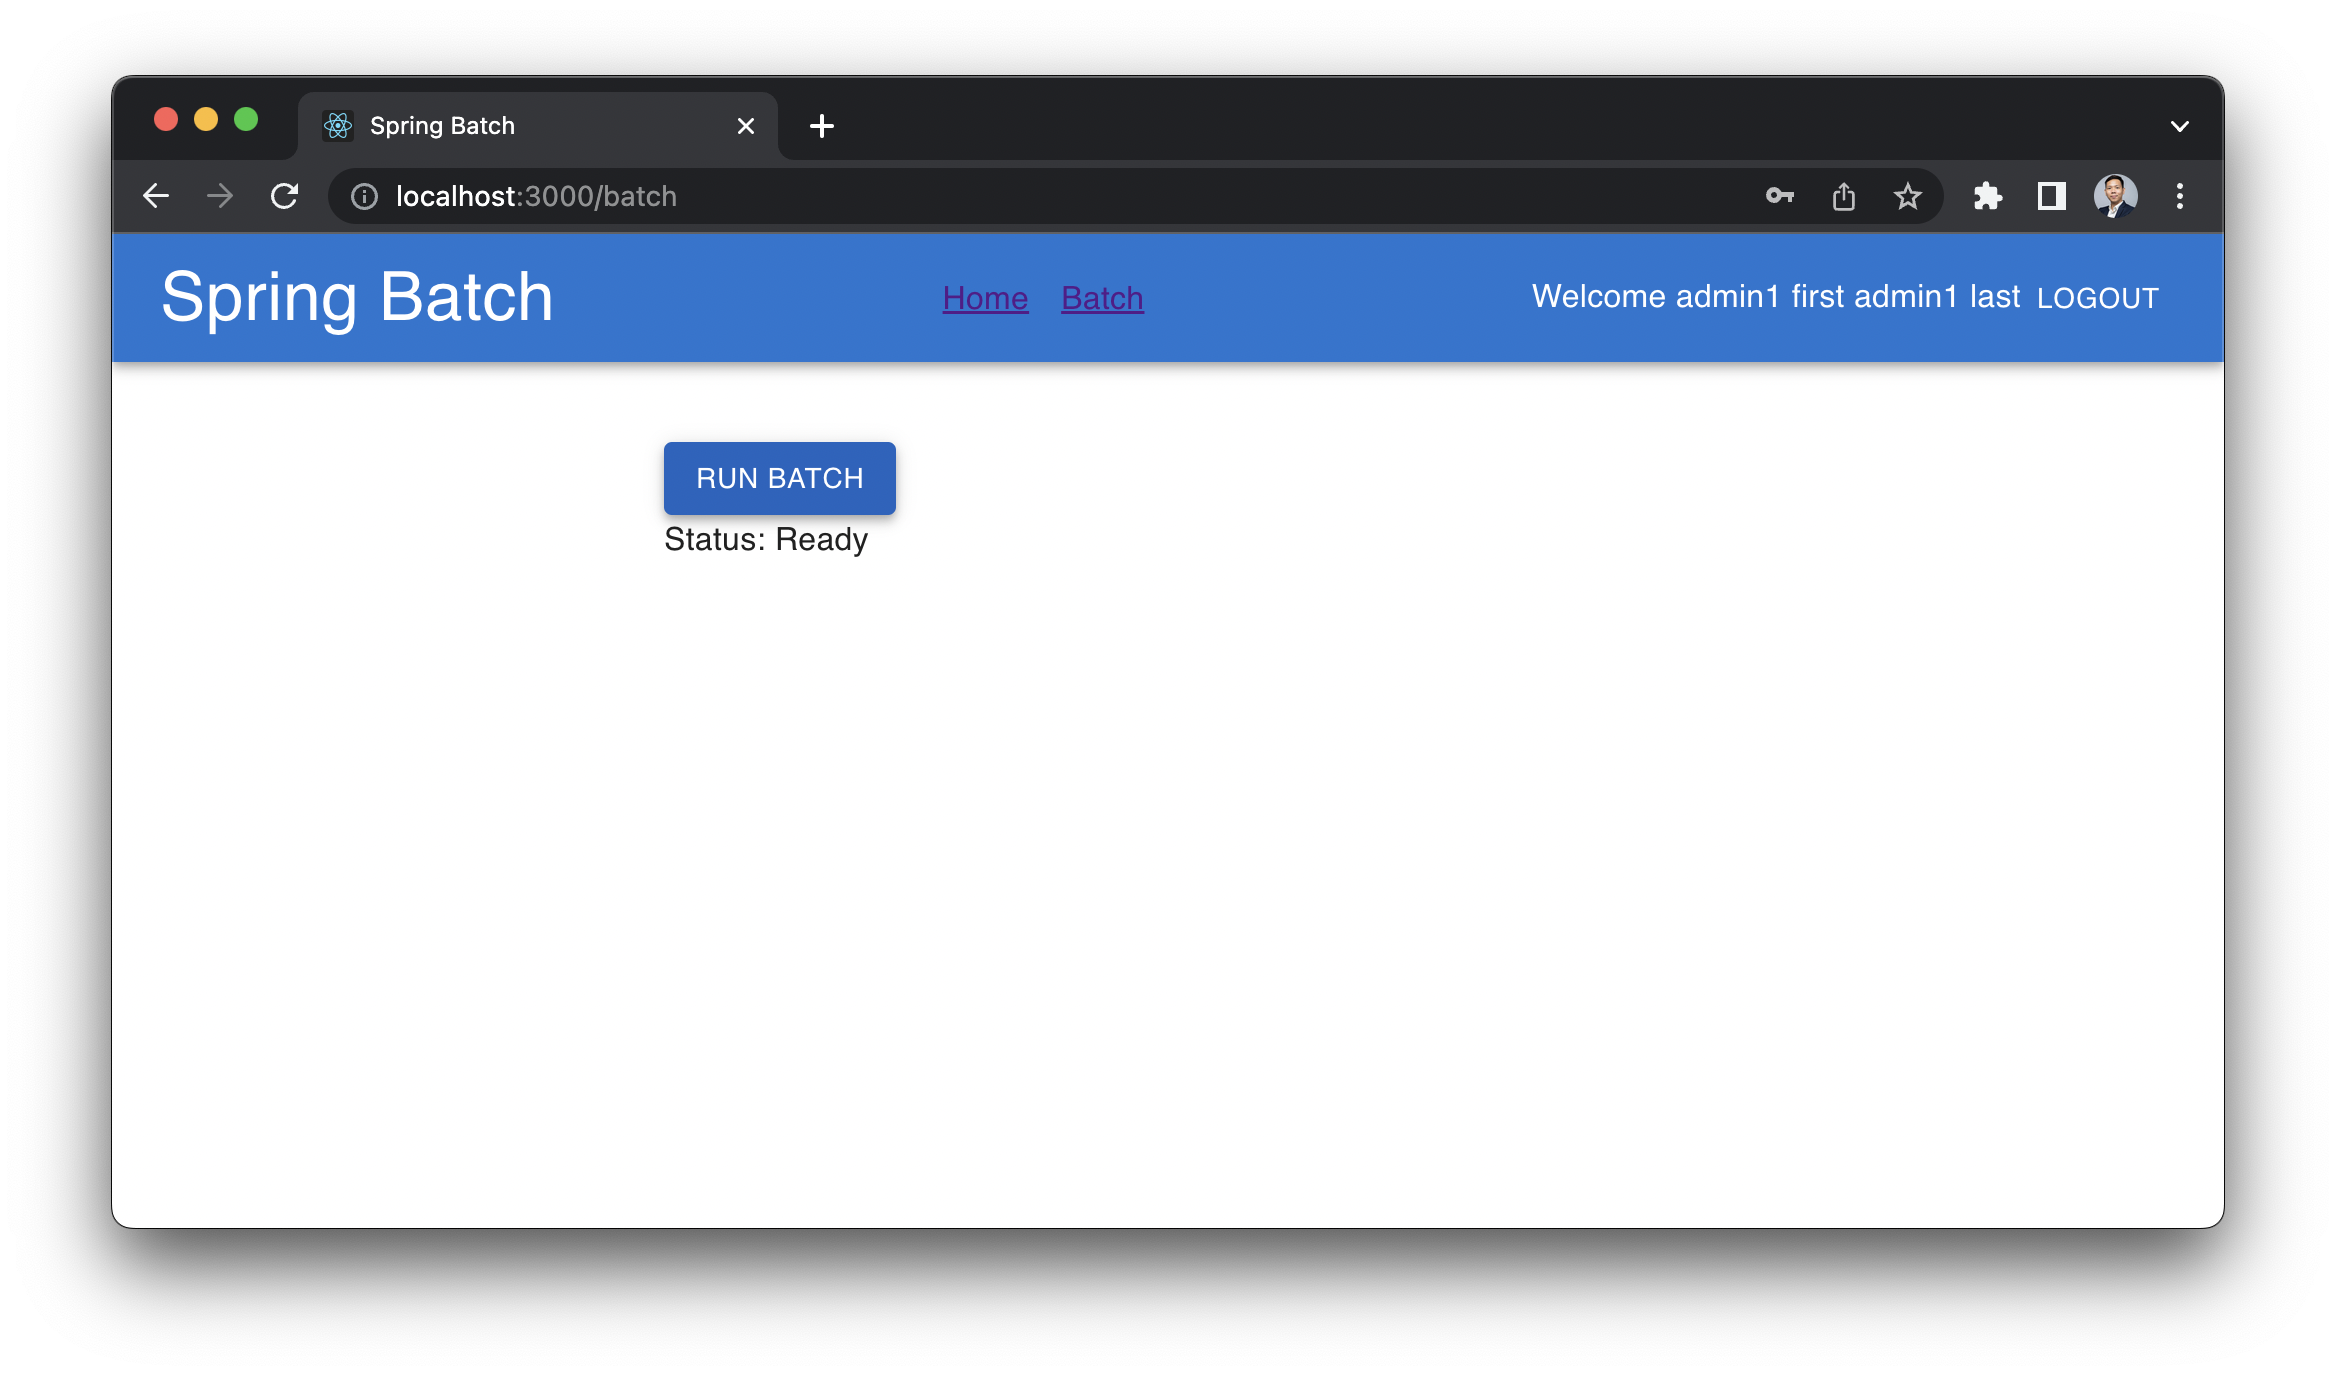 Spring Batch
localhost:3000/batch
Spring Batch
Home Batch
Welcome admin1 first admin1 last LOGOUT
RUN BATCH
Status: Ready